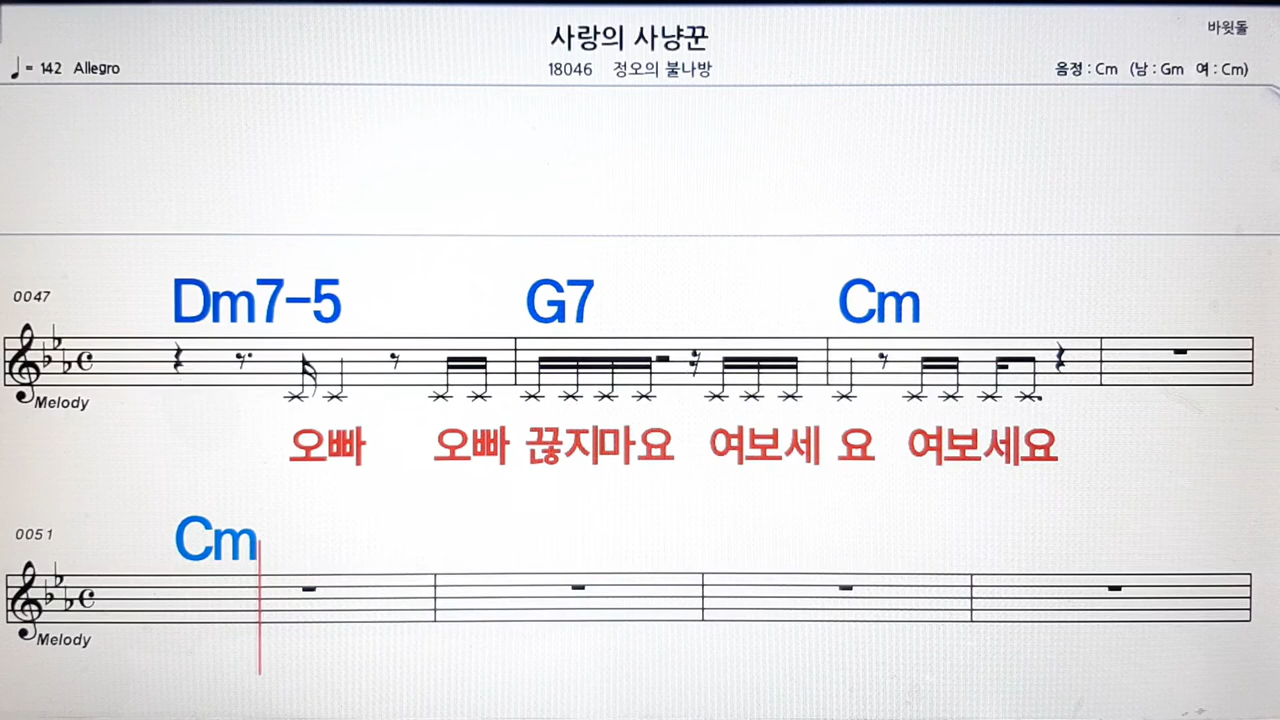 사랑의 사냥꾼
바윗돌
♩= 142 Allegro
18046 정오의 불나방
음정 : Cm (남 : Gm 여 : Cm)
0047
Dm7-5 G7 Cm
Melody
오빠 오빠 끊지마요 여보세 요 여보세요
0051
Cm
Melody